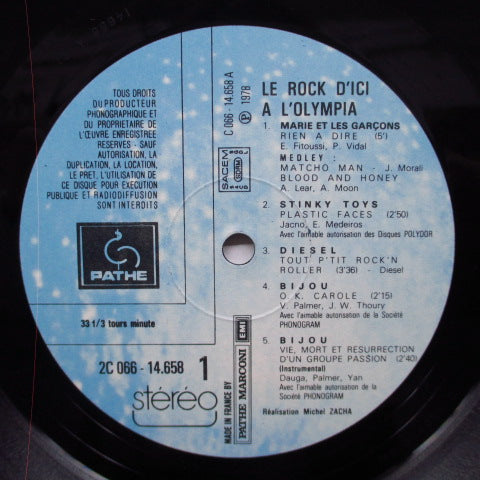 TOUS DROITS
DU PRODUCTEUR
PHONOGRAPHIQUE ET
DU PROPRIETAIRE DE
L'ŒUVRE ENREGISTREE
RESERVES - SAUF
AUTORISATION, LA
DUPLICATION, LA LOCATION,
LE PRET, L'UTILISATION DE
CE DISQUE POUR EXECUTION
PUBLIQUE ET RADIODIFFUSION
SONT INTERDITS
PATHE
33 t/3 tours minute
2C 066 - 14.658 1
stéréo
C 066 - 14.658 A
℗ 1978
SACEM
MADE IN FRANCE BY
PATHE MARCONI EMI
LE ROCK D'ICI
A L'OLYMPIA
1. MARIE ET LES GARÇONS
RIEN A DIRE (5')
E. Fitoussi, P. Vidal
MEDLEY :
MATCHO MAN - J. Morali
BLOOD AND HONEY
A. Lear, A. Moon
2. STINKY TOYS
PLASTIC FACES (2'50)
Jacno, E. Medeiros
Avec l'aimable autorisation des Disques POLYDOR
3. DIESEL
TOUT P'TIT ROCK'N
ROLLER (3'36) - Diesel
4. BIJOU
O. K. CAROLE (2'15)
V. Palmer, J. W. Thoury
Avec l'aimable autorisation de la Société
PHONOGRAM
5. BIJOU
VIE, MORT ET RESURRECTION
D'UN GROUPE PASSION (2'40)
(Instrumental)
Dauga, Palmer, Yan
Avec l'aimable autorisation de la
Société PHONOGRAM
Réalisation Michel ZACHA